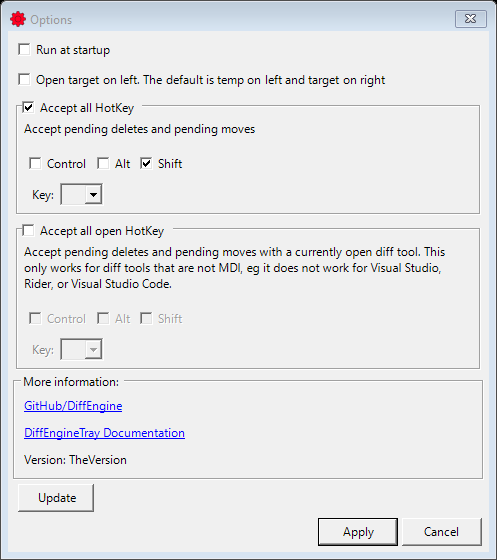 Options
Run at startup
Open target on left. The default is temp on left and target on right
Accept all HotKey
Accept pending deletes and pending moves
Control Alt Shift
Key:
Accept all open HotKey
Accept pending deletes and pending moves with a currently open diff tool. This
only works for diff tools that are not MDI, eg it does not work for Visual Studio,
Rider, or Visual Studio Code.
Control Alt Shift
Key:
More information:
GitHub/DiffEngine
DiffEngineTray Documentation
Version: TheVersion
Update
Apply Cancel